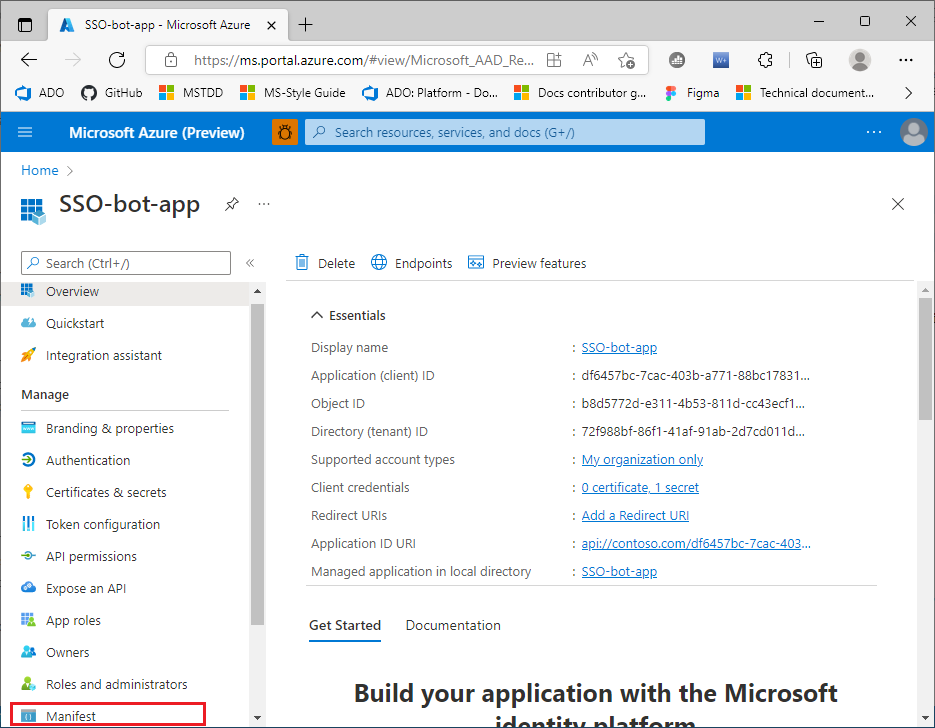 SSO-bot-app - Microsoft Azure
https://ms.portal.azure.com/#view/Microsoft_AAD_Re...
ADO GitHub MSTDD MS-Style Guide ADO: Platform - Do... Docs contributor g... Figma Technical document...
Microsoft Azure (Preview) Search resources, services, and docs (G+/)
Home
SSO-bot-app
Search (Ctrl+/)
Overview
Quickstart
Integration assistant
Manage
Branding & properties
Authentication
Certificates & secrets
Token configuration
API permissions
Expose an API
App roles
Owners
Roles and administrators
Manifest
Delete Endpoints Preview features
Essentials
Display name : SSO-bot-app
Application (client) ID : df6457bc-7cac-403b-a771-88bc17831...
Object ID : b8d5772d-e311-4b53-811d-cc43ecf1...
Directory (tenant) ID : 72f988bf-86f1-41af-91ab-2d7cd011d...
Supported account types : My organization only
Client credentials : 0 certificate, 1 secret
Redirect URIs : Add a Redirect URI
Application ID URI : api://contoso.com/df6457bc-7cac-403...
Managed application in local directory : SSO-bot-app
Get Started Documentation
Build your application with the Microsoft
identity platform